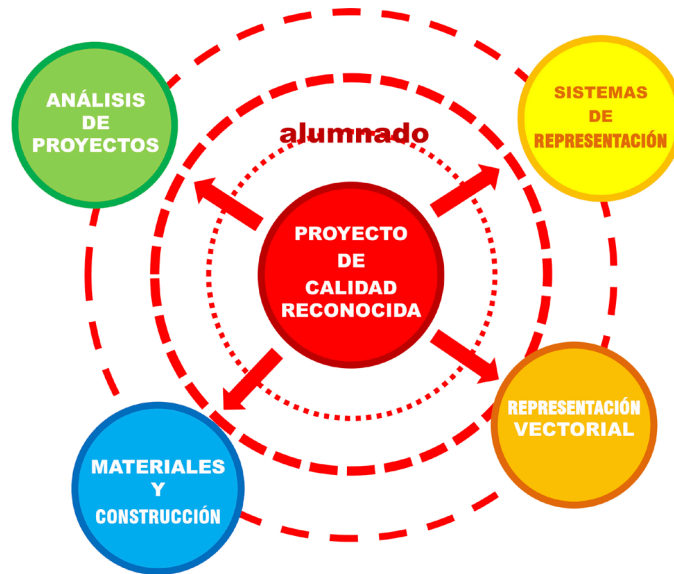 ANÁLISIS
DE
PROYECTOS
SISTEMAS
DE
REPRESENTACIÓN
alumnado
PROYECTO
DE
CALIDAD
RECONOCIDA
REPRESENTACIÓN
VECTORIAL
MATERIALES
Y
CONSTRUCCIÓN